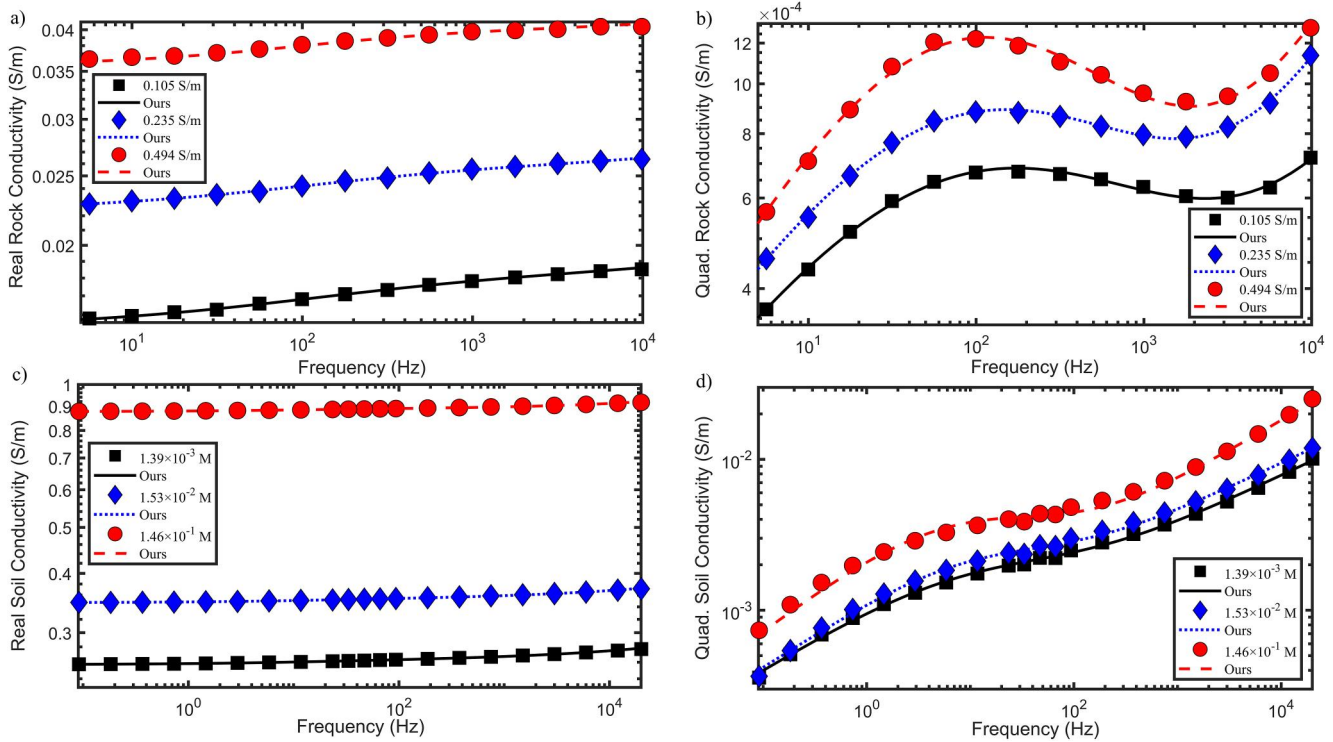 a)
Real Rock Conductivity (S/m)
0.04
0.035
0.03
0.025
0.02
0.105 S/m
Ours
0.235 S/m
Ours
0.494 S/m
Ours
10¹ 10² 10³ 10⁴
Frequency (Hz)
b)
×10⁻⁴
Quad. Rock Conductivity (S/m)
12
10
8
6
4
0.105 S/m
Ours
0.235 S/m
Ours
0.494 S/m
Ours
10¹ 10² 10³ 10⁴
Frequency (Hz)
c)
Real Soil Conductivity (S/m)
1
0.9
0.8
0.7
0.6
0.5
0.4
0.3
1.39×10⁻³ M
Ours
1.53×10⁻² M
Ours
1.46×10⁻¹ M
Ours
10⁰ 10² 10⁴
Frequency (Hz)
d)
Quad. Soil Conductivity (S/m)
10⁻²
10⁻³
1.39×10⁻³ M
Ours
1.53×10⁻² M
Ours
1.46×10⁻¹ M
Ours
10⁰ 10² 10⁴
Frequency (Hz)